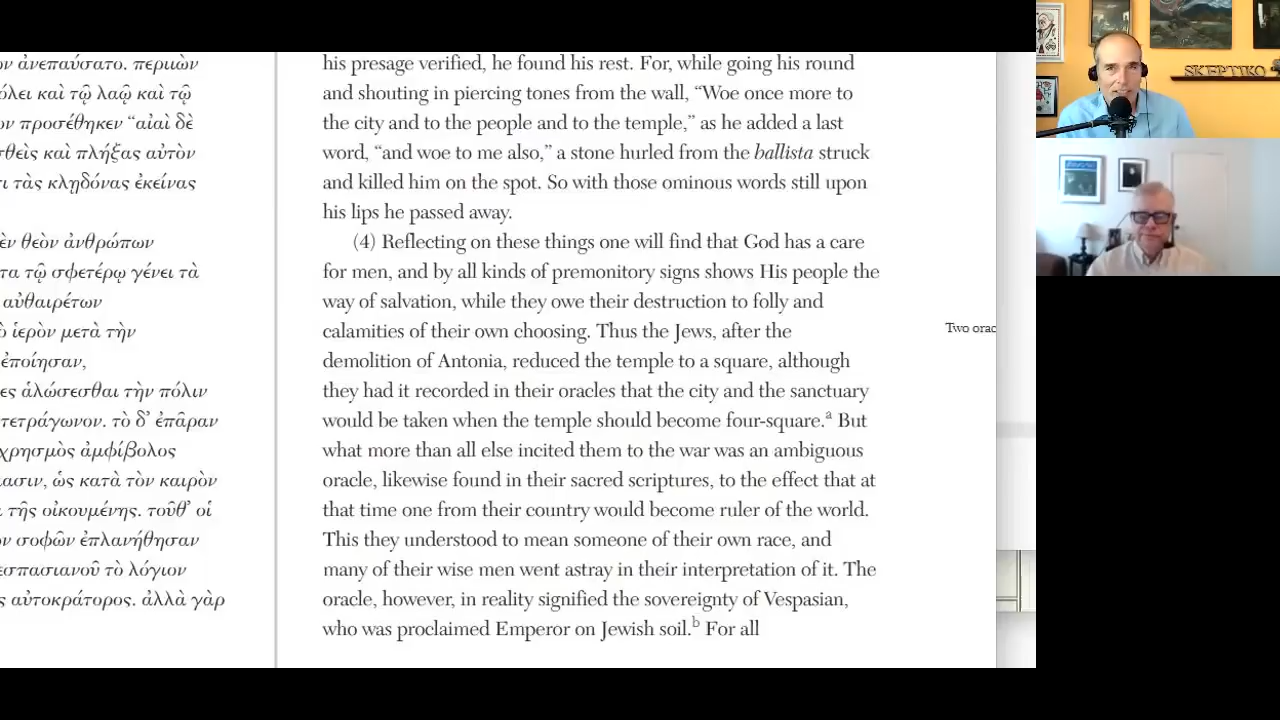 ν ἀνεπαύσατο. περιιὼν
όλει καὶ τῷ λαῷ καὶ τῷ
ον προσέθηκεν “αἰαὶ δὲ
σθεὶς καὶ πλήξας αὐτὸν
ι τὰς κληδόνας ἐκείνας
ὲν θεὸν ἀνθρώπων
τα τῷ σφετέρῳ γένει τὰ
αὐθαιρέτων
ὸ ἱερὸν μετὰ τὴν
ἐποίησαν,
ες ἁλώσεσθαι τὴν πόλιν
τετράγωνον. τὸ δ’ ἐπᾶραν
χρησμὸς ἀμφίβολος
μασιν, ὡς κατὰ τὸν καιρὸν
τῆς οἰκουμένης. τοῦθ’ οἱ
ν σοφῶν ἐπλανήθησαν
εσπασιανοῦ τὸ λόγιον
ς αὐτοκράτορος. ἀλλὰ γὰρ
his presage verified, he found his rest. For, while going his round
and shouting in piercing tones from the wall, “Woe once more to
the city and to the people and to the temple,” as he added a last
word, “and woe to me also,” a stone hurled from the ballista struck
and killed him on the spot. So with those ominous words still upon
his lips he passed away.
(4) Reflecting on these things one will find that God has a care
for men, and by all kinds of premonitory signs shows His people the
way of salvation, while they owe their destruction to folly and
calamities of their own choosing. Thus the Jews, after the
demolition of Antonia, reduced the temple to a square, although
they had it recorded in their oracles that the city and the sanctuary
would be taken when the temple should become four-square.a But
what more than all else incited them to the war was an ambiguous
oracle, likewise found in their sacred scriptures, to the effect that at
that time one from their country would become ruler of the world.
This they understood to mean someone of their own race, and
many of their wise men went astray in their interpretation of it. The
oracle, however, in reality signified the sovereignty of Vespasian,
who was proclaimed Emperor on Jewish soil.b For all
Two orac
SKEPTIKO